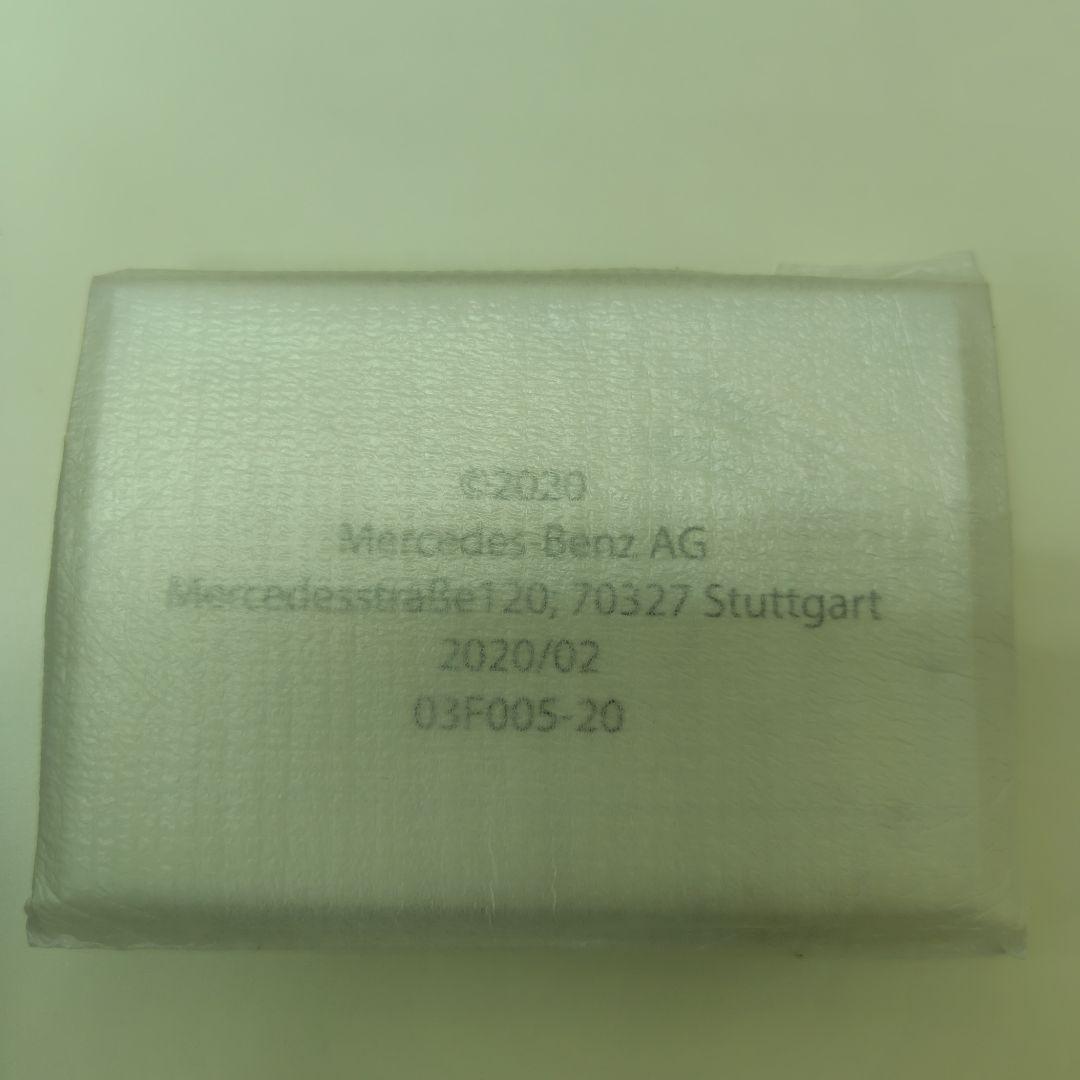 ©2020
Mercedes-Benz AG
Mercedesstraße120, 70327 Stuttgart
2020/02
03F005-20